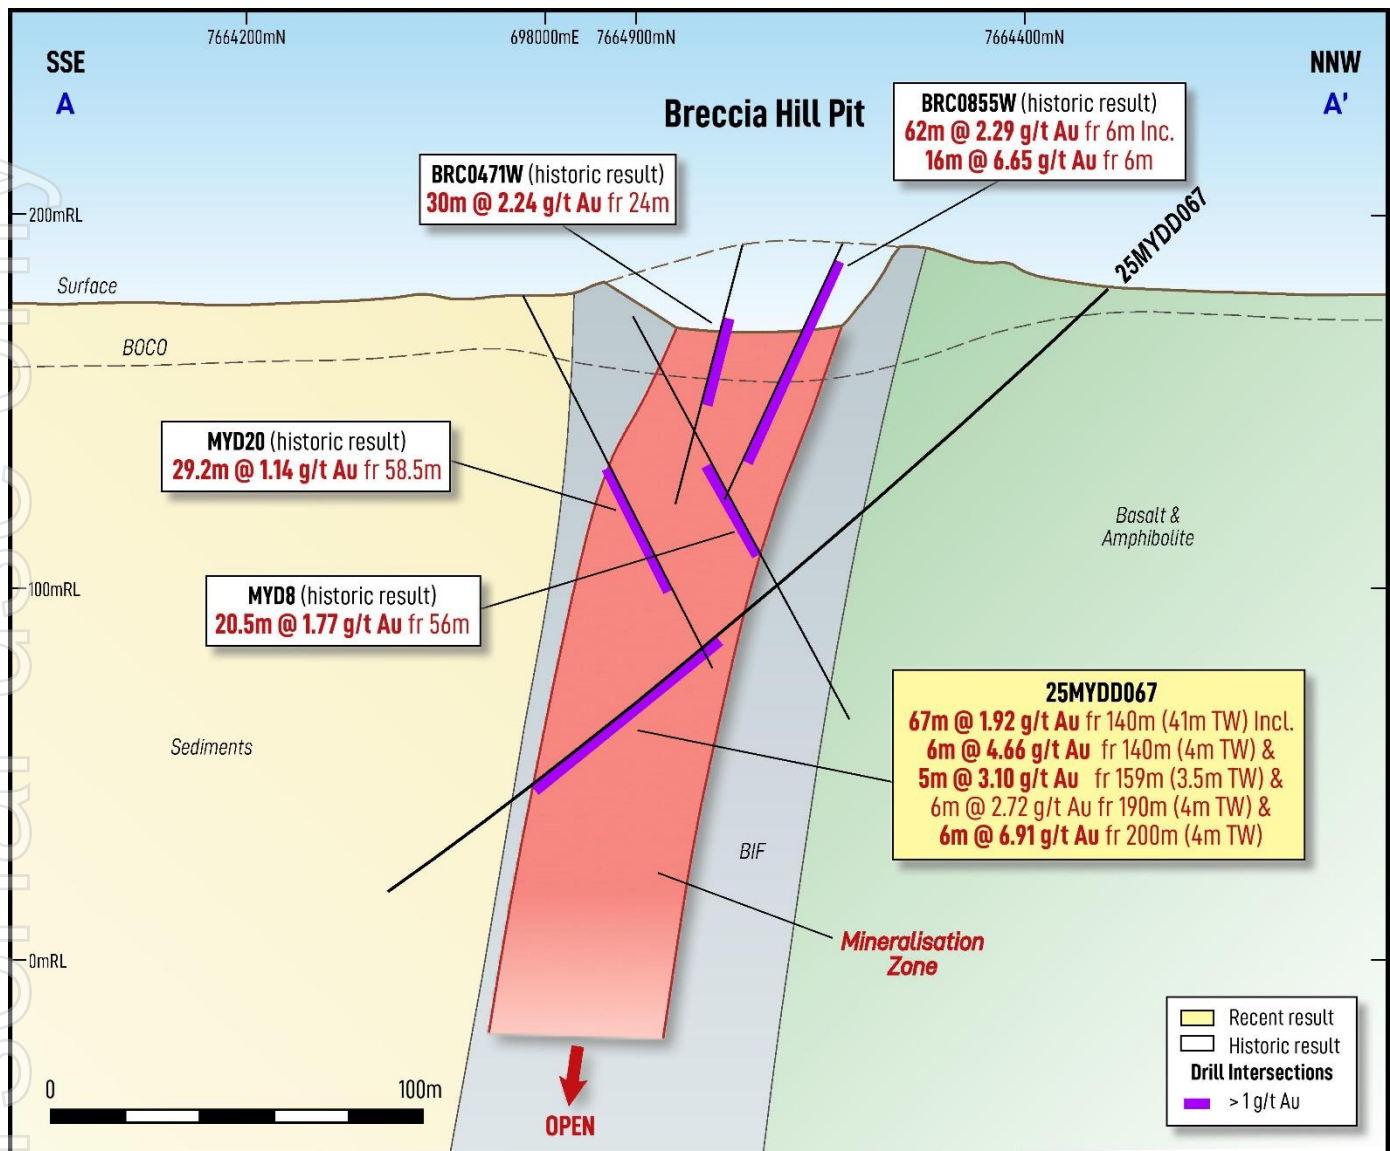 7664200mN
698000mE
7664900mN
7664400mN
SSE
A
NNW
A'
Breccia Hill Pit
BRC0855W (historic result)
62m @ 2.29 g/t Au fr 6m Inc.
16m @ 6.65 g/t Au fr 6m
BRC0471W (historic result)
30m @ 2.24 g/t Au fr 24m
25MYDD067
200mRL
Surface
BOCO
MYD20 (historic result)
29.2m @ 1.14 g/t Au fr 58.5m
Basalt &
Amphibolite
100mRL
MYD8 (historic result)
20.5m @ 1.77 g/t Au fr 56m
25MYDD067
67m @ 1.92 g/t Au fr 140m (41m TW) Incl.
6m @ 4.66 g/t Au fr 140m (4m TW) &
5m @ 3.10 g/t Au fr 159m (3.5m TW) &
6m @ 2.72 g/t Au fr 190m (4m TW) &
6m @ 6.91 g/t Au fr 200m (4m TW)
Sediments
BIF
Mineralisation
Zone
0mRL
Recent result
Historic result
Drill Intersections
> 1 g/t Au
0
100m
OPEN